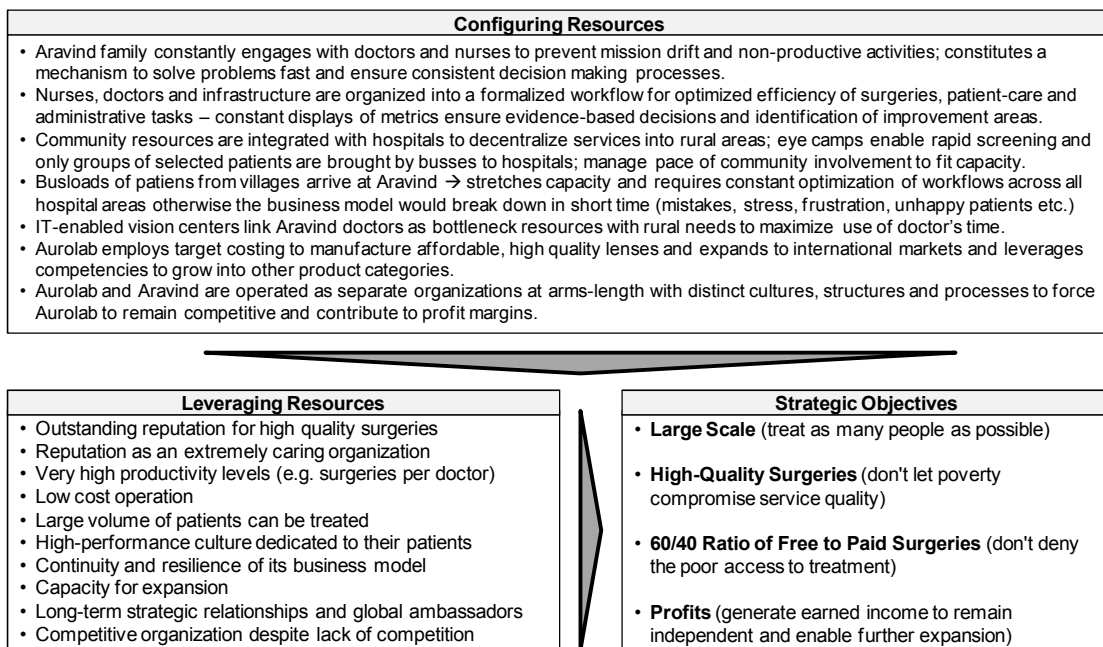 Configuring Resources
• Aravind family constantly engages with doctors and nurses to prevent mission drift and non-productive activities; constitutes a
mechanism to solve problems fast and ensure consistent decision making processes.
• Nurses, doctors and infrastructure are organized into a formalized workflow for optimized efficiency of surgeries, patient-care and
administrative tasks – constant displays of metrics ensure evidence-based decisions and identification of improvement areas.
• Community resources are integrated with hospitals to decentralize services into rural areas; eye camps enable rapid screening and
only groups of selected patients are brought by busses to hospitals; manage pace of community involvement to fit capacity.
• Busloads of patiens from villages arrive at Aravind → stretches capacity and requires constant optimization of workflows across all
hospital areas otherwise the business model would break down in short time (mistakes, stress, frustration, unhappy patients etc.)
• IT-enabled vision centers link Aravind doctors as bottleneck resources with rural needs to maximize use of doctor's time.
• Aurolab employs target costing to manufacture affordable, high quality lenses and expands to international markets and leverages
competencies to grow into other product categories.
• Aurolab and Aravind are operated as separate organizations at arms-length with distinct cultures, structures and processes to force
Aurolab to remain competitive and contribute to profit margins.
Leveraging Resources
• Outstanding reputation for high quality surgeries
• Reputation as an extremely caring organization
• Very high productivity levels (e.g. surgeries per doctor)
• Low cost operation
• Large volume of patients can be treated
• High-performance culture dedicated to their patients
• Continuity and resilience of its business model
• Capacity for expansion
• Long-term strategic relationships and global ambassadors
• Competitive organization despite lack of competition
Strategic Objectives
• Large Scale (treat as many people as possible)
• High-Quality Surgeries (don't let poverty
compromise service quality)
• 60/40 Ratio of Free to Paid Surgeries (don't deny
the poor access to treatment)
• Profits (generate earned income to remain
independent and enable further expansion)